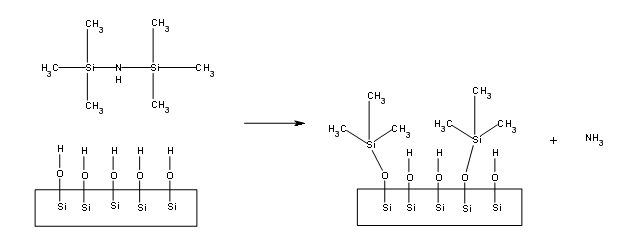 CH3 CH3
H3C Si N Si CH3
H
CH3 CH3
H H H H H
O O O O O
Si Si Si Si Si
CH3 CH3
H3C CH3 H3C CH3
Si Si
H H H
O O O O O
Si Si Si Si Si
+ NH3